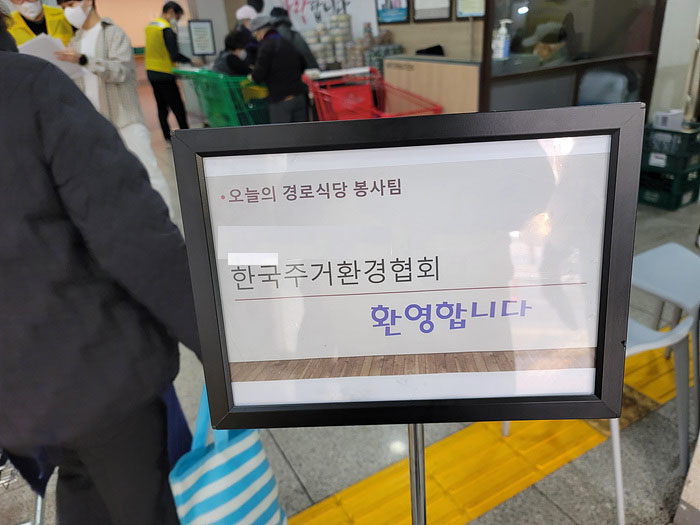 •오늘의 경로식당 봉사팀
한국주거환경협회
환영합니다